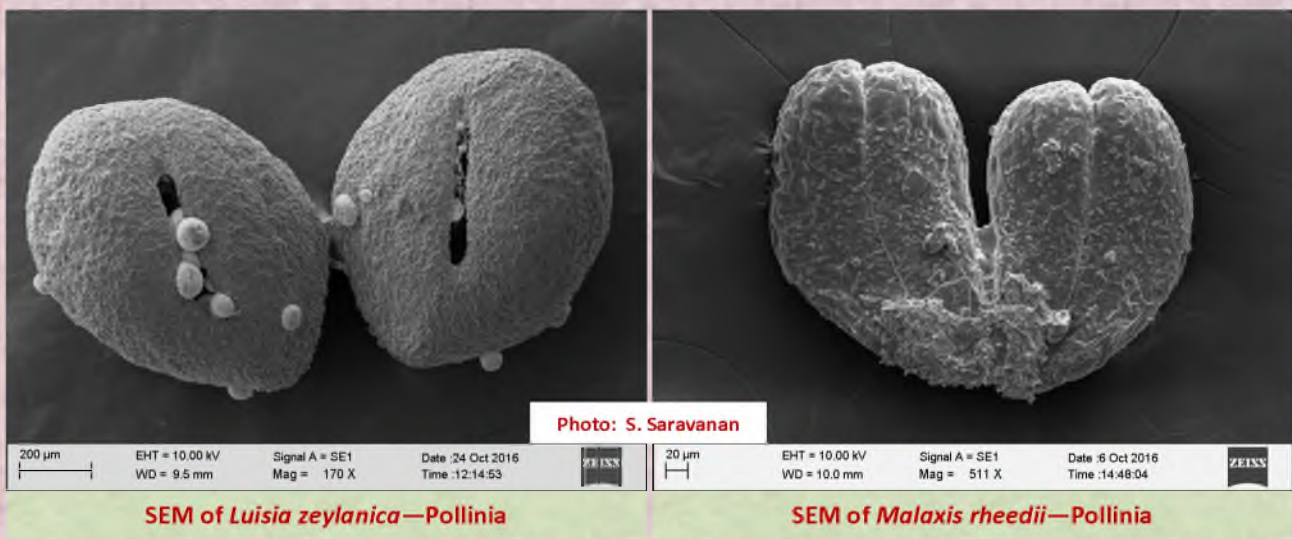 Photo: S. Saravanan
200 µm
EHT = 10.00 kV
WD = 9.5 mm
Signal A = SE1
Mag = 170 X
Date :24 Oct 2016
Time :12:14:53
ZEISS
20 µm
EHT = 10.00 kV
WD = 10.0 mm
Signal A = SE1
Mag = 511 X
Date :6 Oct 2016
Time :14:48:04
ZEISS
SEM of Luisia zeylanica—Pollinia
SEM of Malaxis rheedii—Pollinia